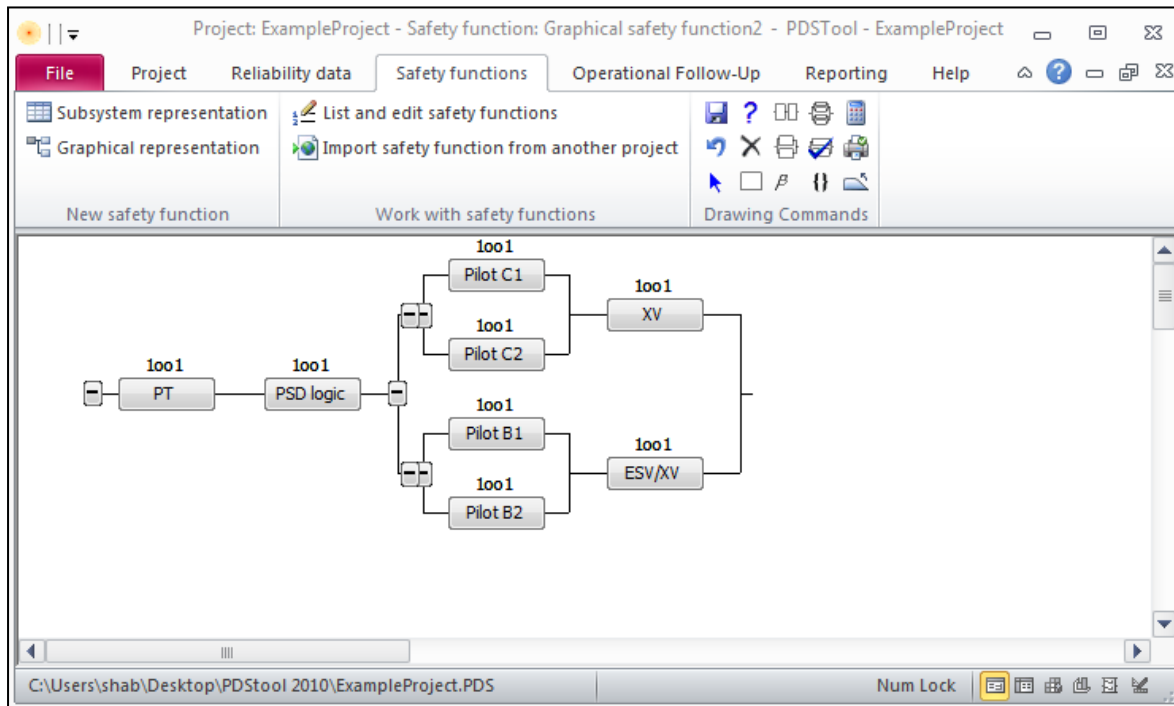 Project: ExampleProject - Safety function: Graphical safety function2 - PDSTool - ExampleProject
File Project Reliability data Safety functions Operational Follow-Up Reporting Help
Subsystem representation
Graphical representation
New safety function
List and edit safety functions
Import safety function from another project
Work with safety functions
β
Drawing Commands
1oo1
Pilot C1
1oo1
XV
1oo1
Pilot C2
1oo1
PT
1oo1
PSD logic
1oo1
Pilot B1
1oo1
ESV/XV
1oo1
Pilot B2
C:\Users\shab\Desktop\PDStool 2010\ExampleProject.PDS
Num Lock